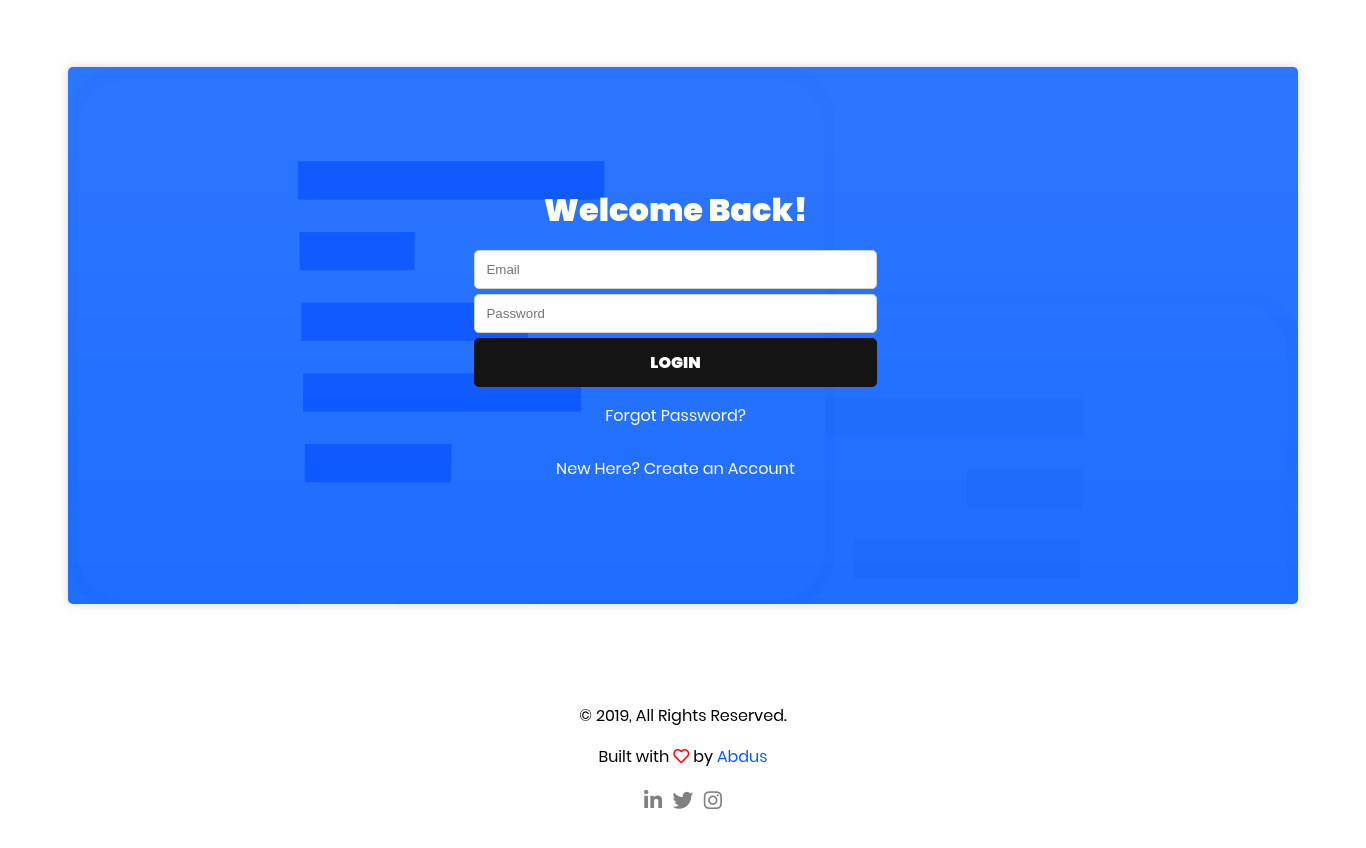 Welcome Back!
Email
Password
LOGIN
Forgot Password?
New Here? Create an Account
© 2019, All Rights Reserved.
Built with by Abdus